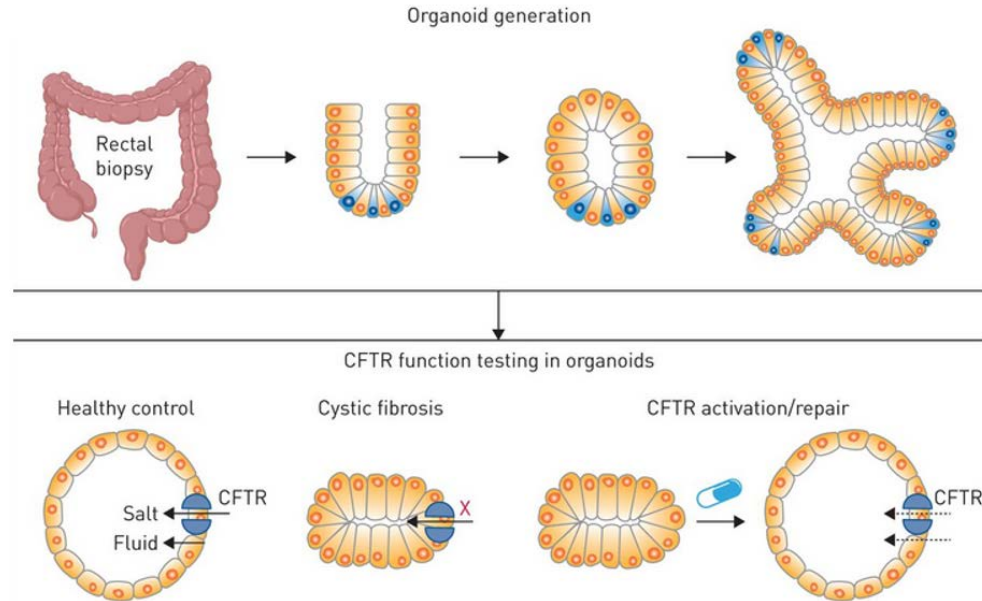 Organoid generation
Rectal
biopsy
CFTR function testing in organoids
Healthy control
Cystic fibrosis
CFTR activation/repair
CFTR
Salt
Fluid
X
CFTR